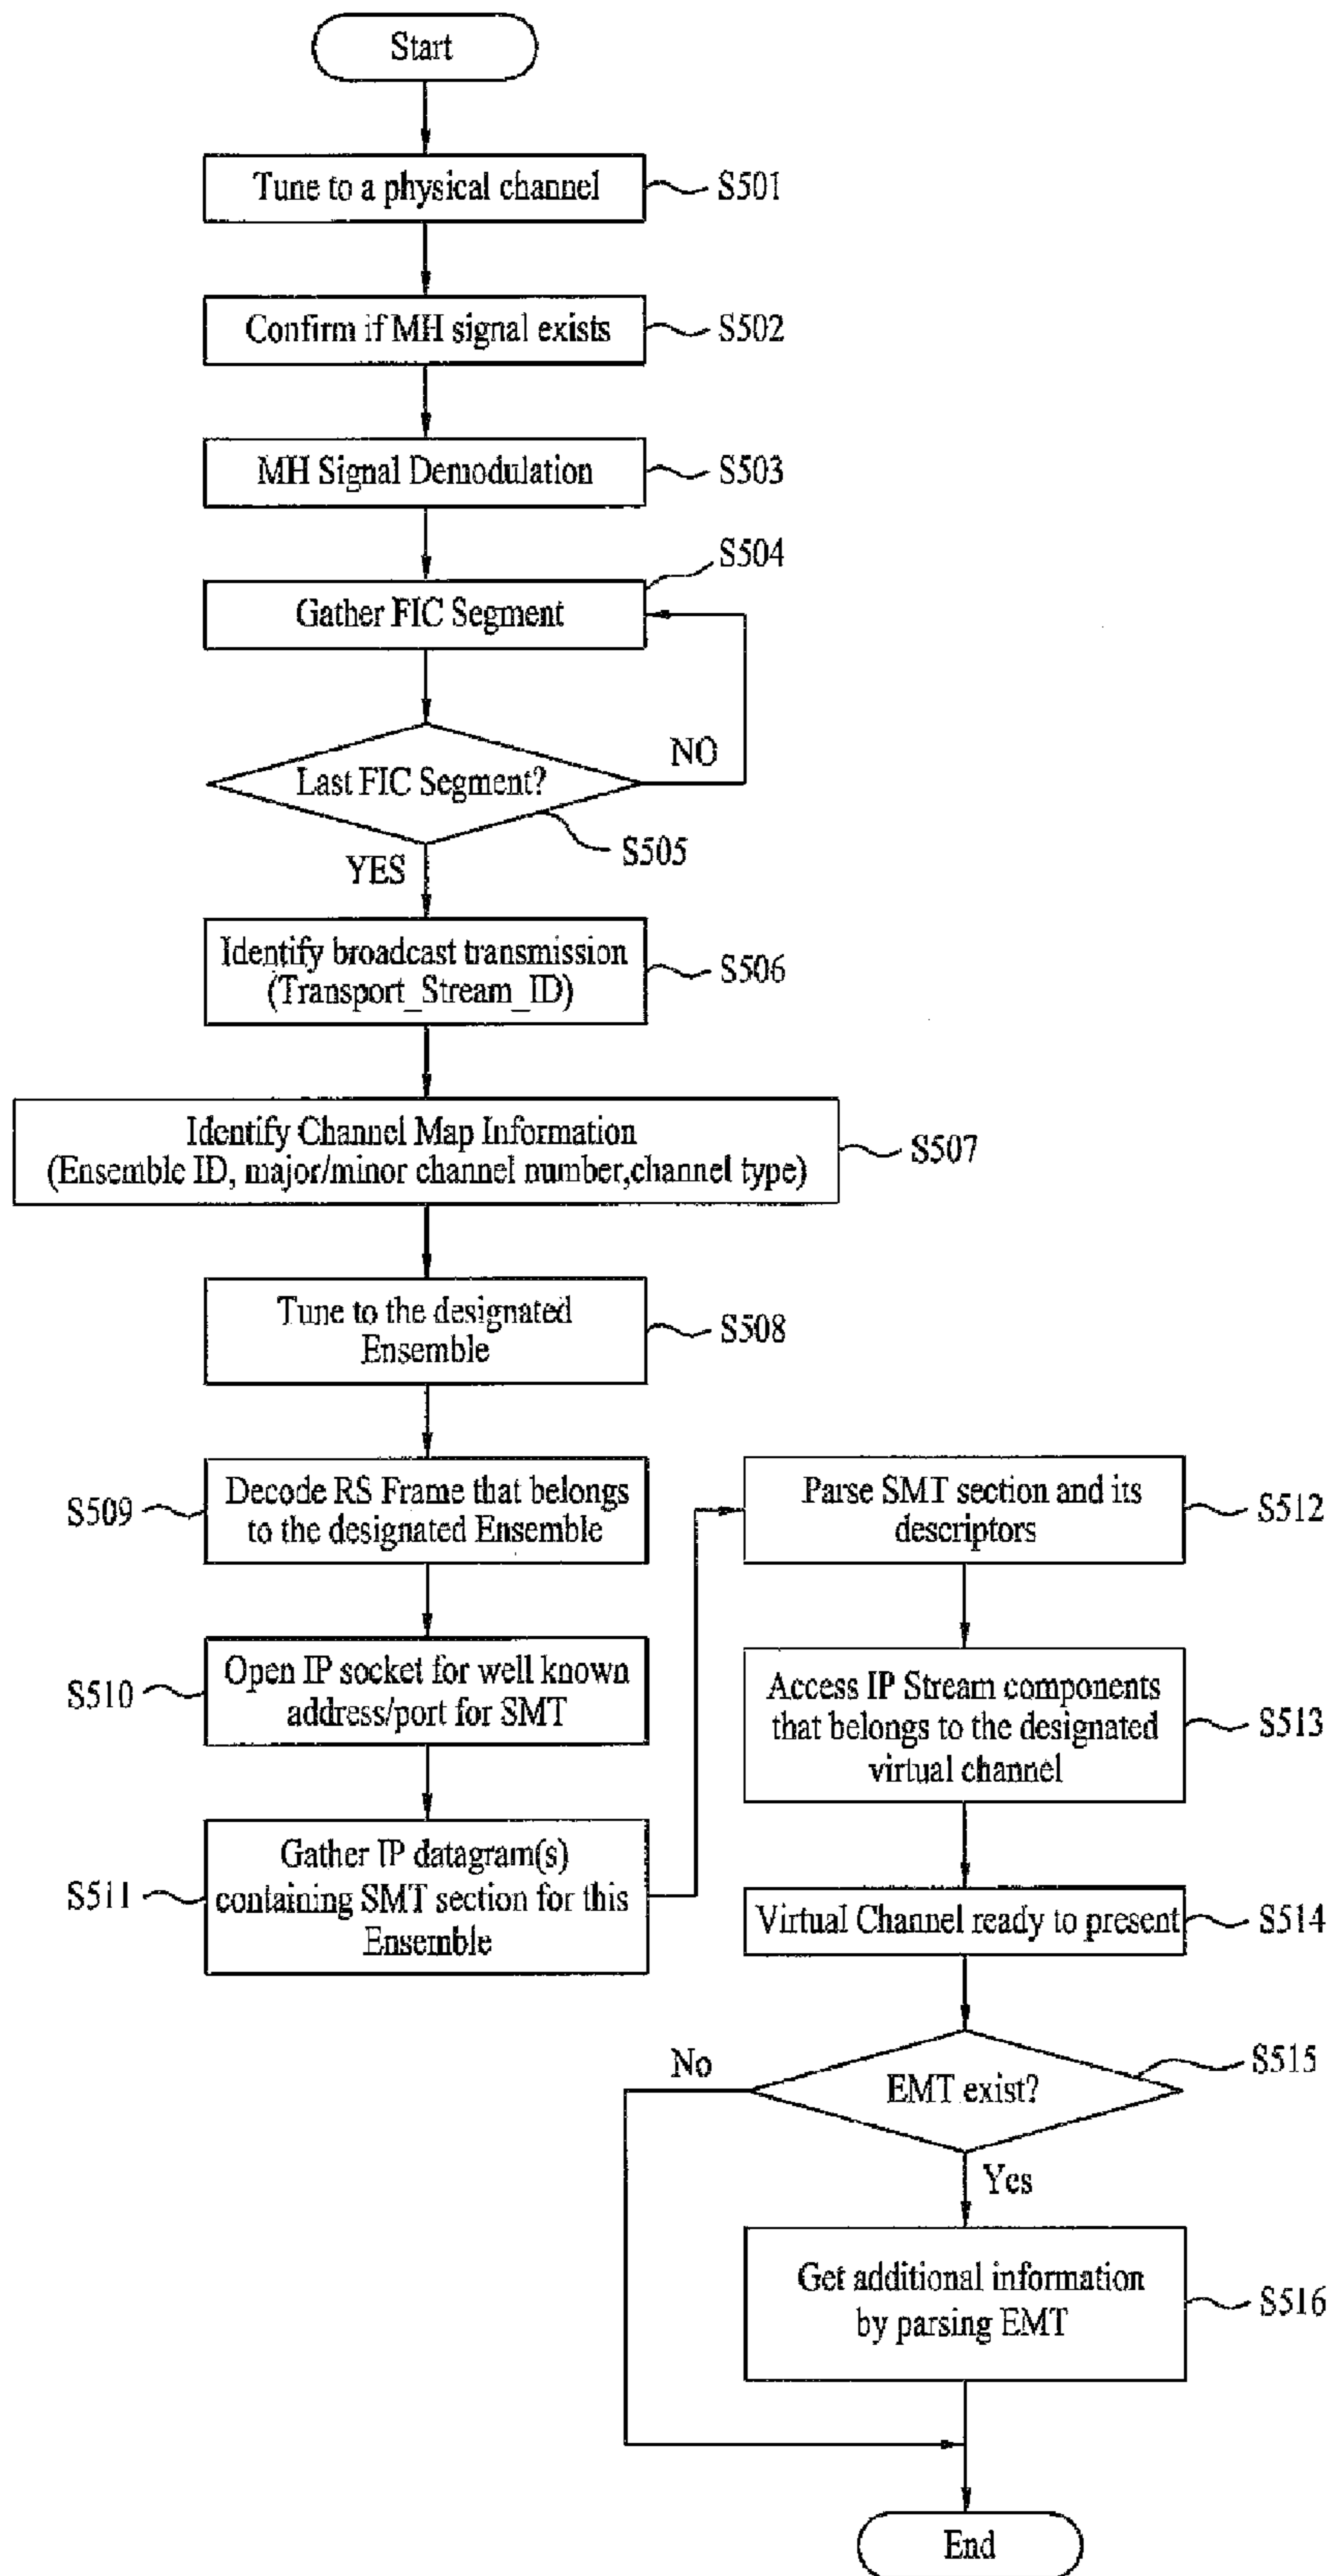 Start
Tune to a physical channel
S501
Confirm if MH signal exists
S502
MH Signal Demodulation
S503
S504
Gather FIC Segment
NO
Last FIC Segment?
S505
YES
Identify broadcast transmission
(Transport_Stream_ID)
S506
Identify Channel Map Information
(Ensemble ID, major/minor channel number,channel type)
S507
Tune to the designated
Ensemble
S508
S509
Decode RS Frame that belongs
to the designated Ensemble
S510
Open IP socket for well known
address/port for SMT
S511
Gather IP datagram(s)
containing SMT section for this
Ensemble
Parse SMT section and its
descriptors
S512
Access IP Stream components
that belongs to the designated
virtual channel
S513
Virtual Channel ready to present
S514
No
EMT exist?
S515
Yes
Get additional information
by parsing EMT
S516
End